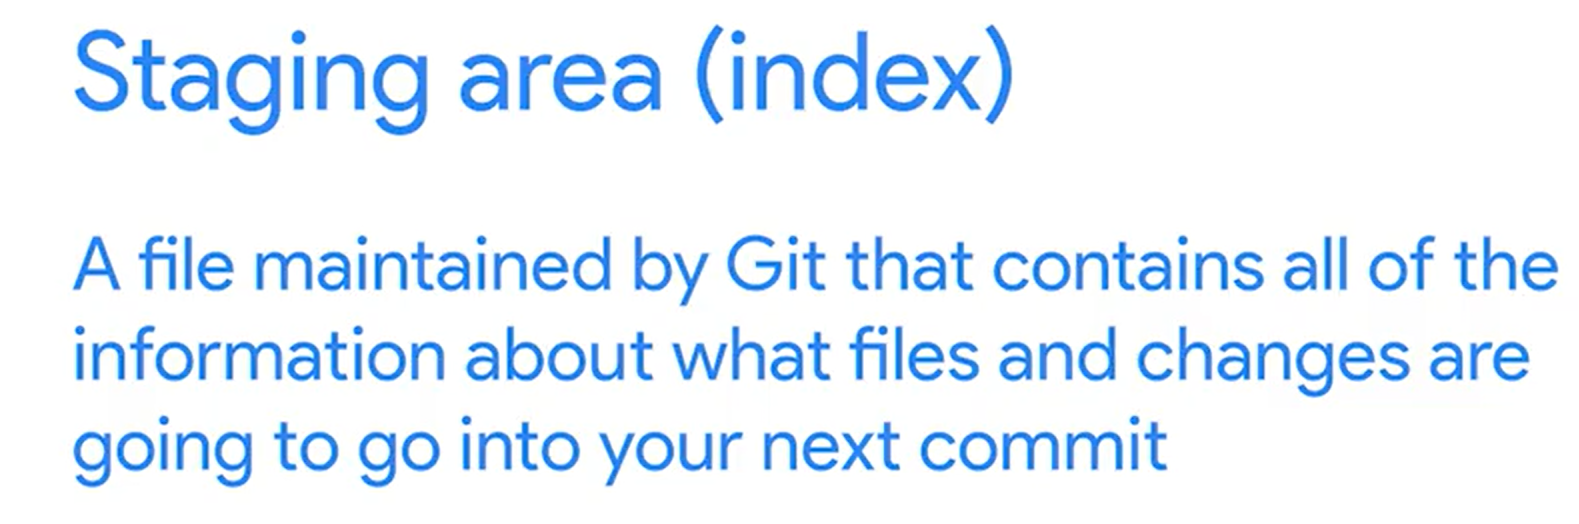 Staging area (index)
A file maintained by Git that contains all of the
information about what files and changes are
going to go into your next commit